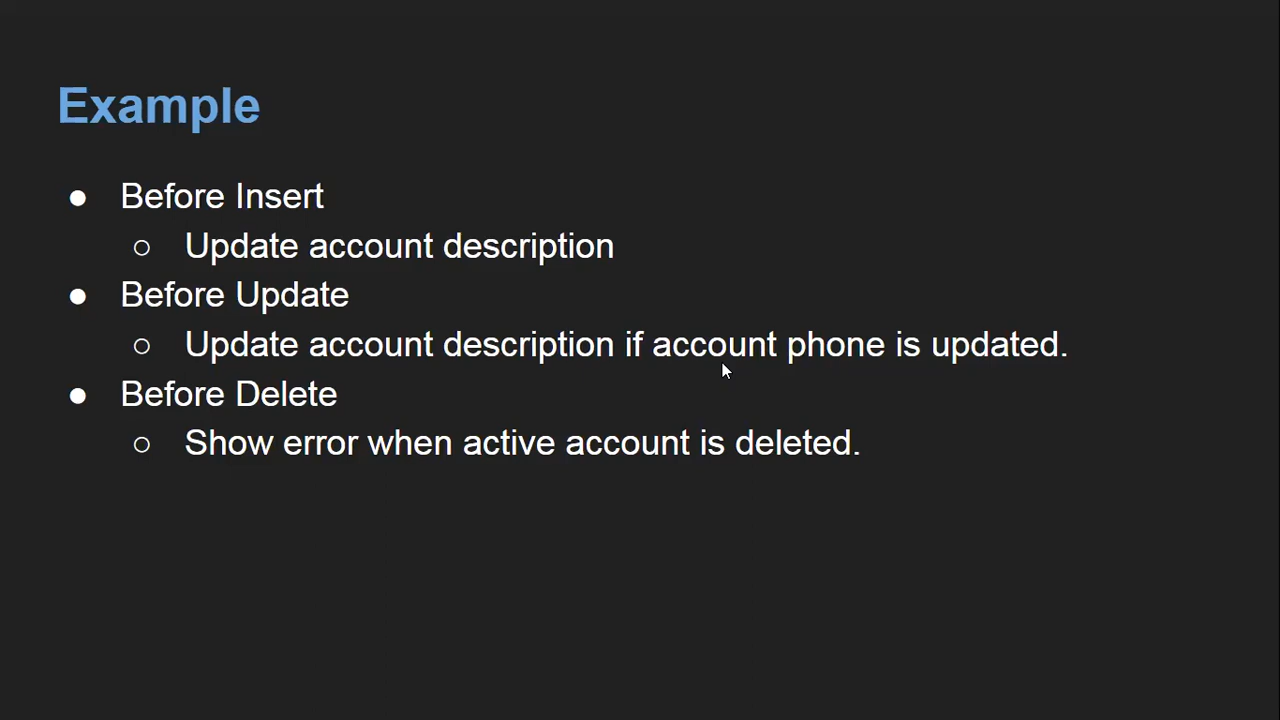 Example
● Before Insert
○ Update account description
● Before Update
○ Update account description if account phone is updated.
● Before Delete
○ Show error when active account is deleted.